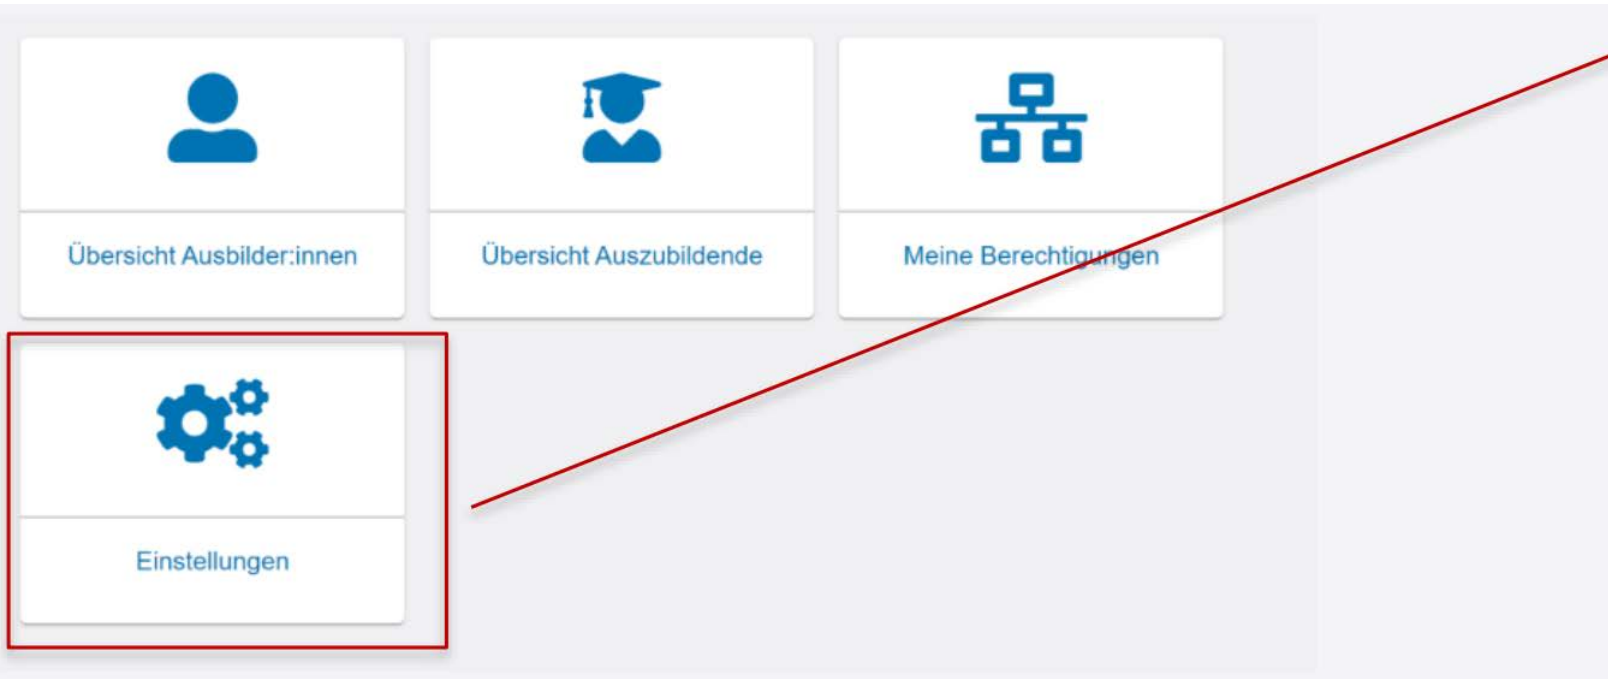 Übersicht Ausbilder:innen
Übersicht Auszubildende
Meine Berechtigungen
Einstellungen